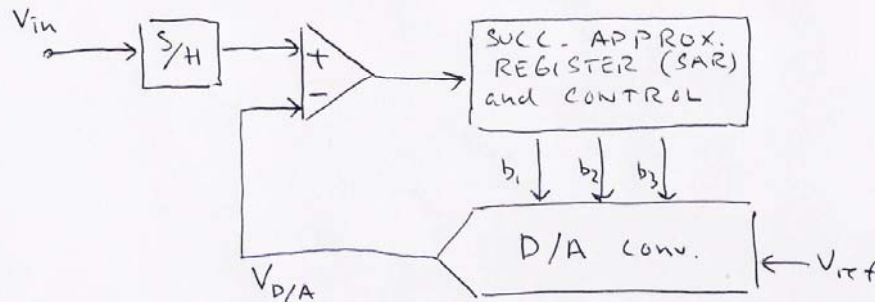 Vin
S/H
+
-
SUCC. APPROX.
REGISTER (SAR)
and CONTROL
b1 b2 b3
D/A conv.
VD/A
Vref